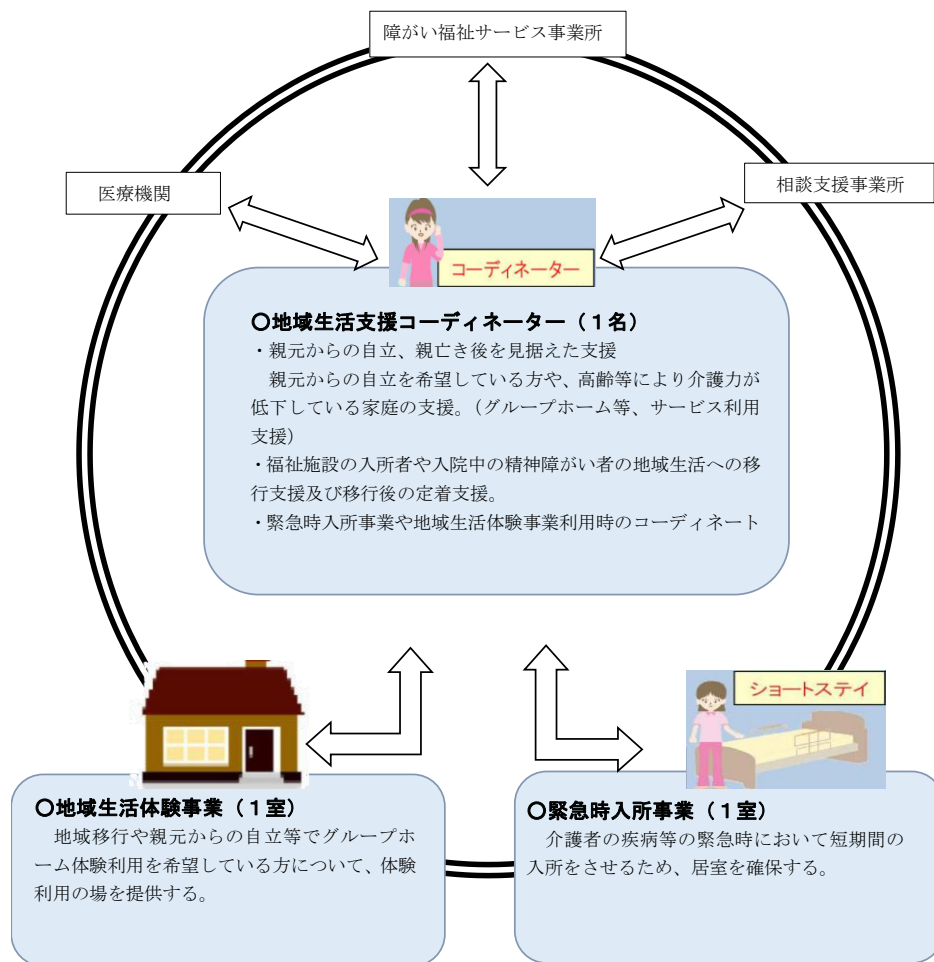 障がい福祉サービス事業所
医療機関
相談支援事業所
コーディネーター
○地域生活支援コーディネーター（１名）
・親元からの自立、親亡き後を見据えた支援
親元からの自立を希望している方や、高齢等により介護力が
低下している家庭の支援。（グループホーム等、サービス利用
支援）
・福祉施設の入所者や入院中の精神障がい者の地域生活への移
行支援及び移行後の定着支援。
・緊急時入所事業や地域生活体験事業利用時のコーディネート
ショートステイ
○地域生活体験事業（１室）
地域移行や親元からの自立等でグループホ
ーム体験利用を希望している方について、体験
利用の場を提供する。
○緊急時入所事業（１室）
介護者の疾病等の緊急時において短期間の
入所をさせるため、居室を確保する。